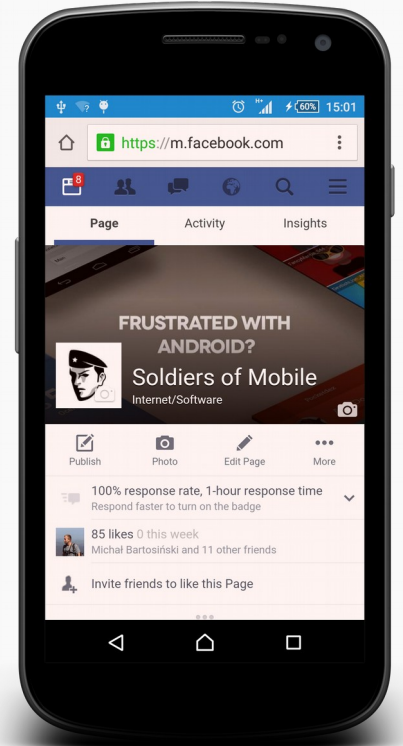 H+
60%
15:01
https://m.facebook.com
8
Page
Activity
Insights
FRUSTRATED WITH
ANDROID?
Soldiers of Mobile
Internet/Software
Publish
Photo
Edit Page
More
100% response rate, 1-hour response time
Respond faster to turn on the badge
85 likes 0 this week
Michał Bartosiński and 11 other friends
Invite friends to like this Page